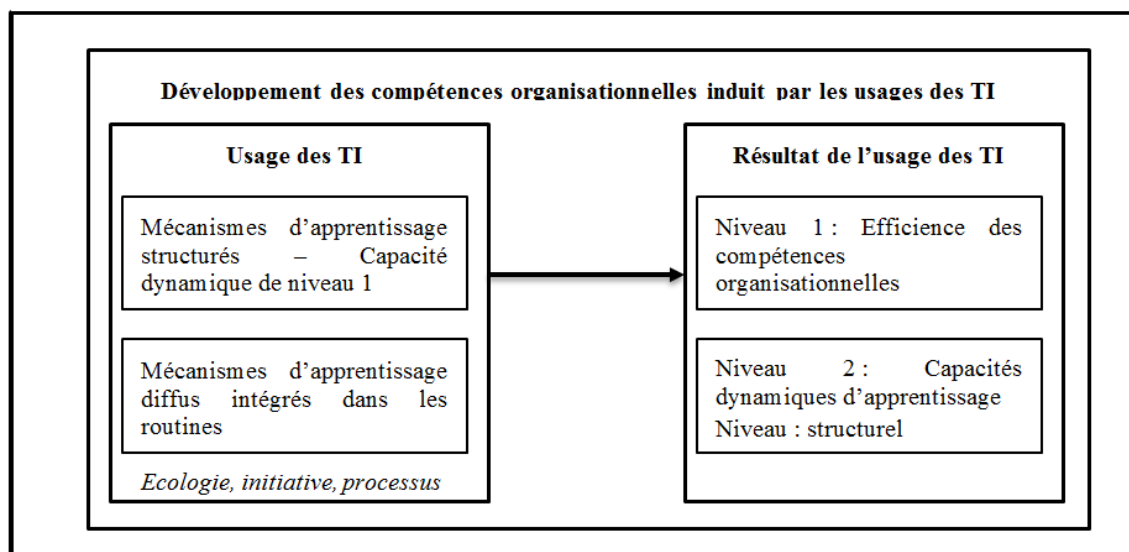 Développement des compétences organisationnelles induit par les usages des TI
Usage des TI
Mécanismes d'apprentissage
structurés – Capacité
dynamique de niveau 1
Mécanismes d'apprentissage
diffus intégrés dans les
routines
Ecologie, initiative, processus
Résultat de l'usage des TI
Niveau 1 : Efficience des
compétences
organisationnelles
Niveau 2 : Capacités
dynamiques d'apprentissage
Niveau : structurel